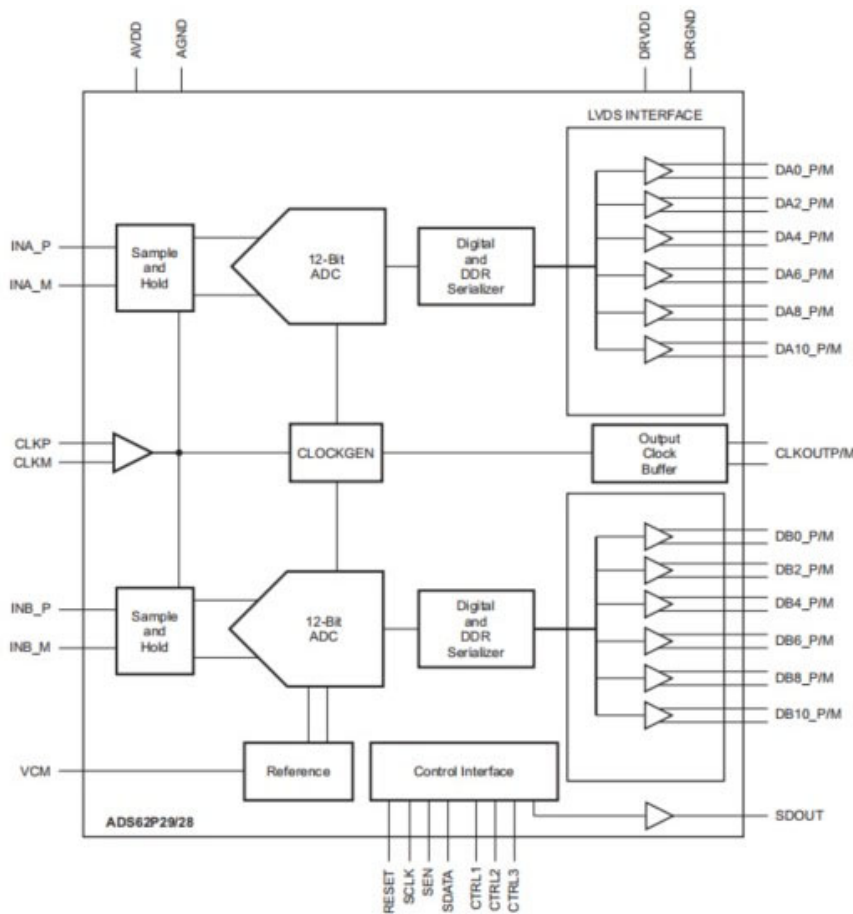 AVDD
AGND
DRVDD
DRGND
LVDS INTERFACE
DA0_P/M
DA2_P/M
DA4_P/M
DA6_P/M
DA8_P/M
DA10_P/M
INA_P
INA_M
Sample
and
Hold
12-Bit
ADC
Digital
and
DDR
Serializer
CLKP
CLKM
CLOCKGEN
Output
Clock
Buffer
CLKOUTP/M
INB_P
INB_M
Sample
and
Hold
12-Bit
ADC
Digital
and
DDR
Serializer
DB0_P/M
DB2_P/M
DB4_P/M
DB6_P/M
DB8_P/M
DB10_P/M
VCM
Reference
Control Interface
SDOUT
ADS62P29/28
RESET
SCLK
SEN
SDATA
CTRL1
CTRL2
CTRL3